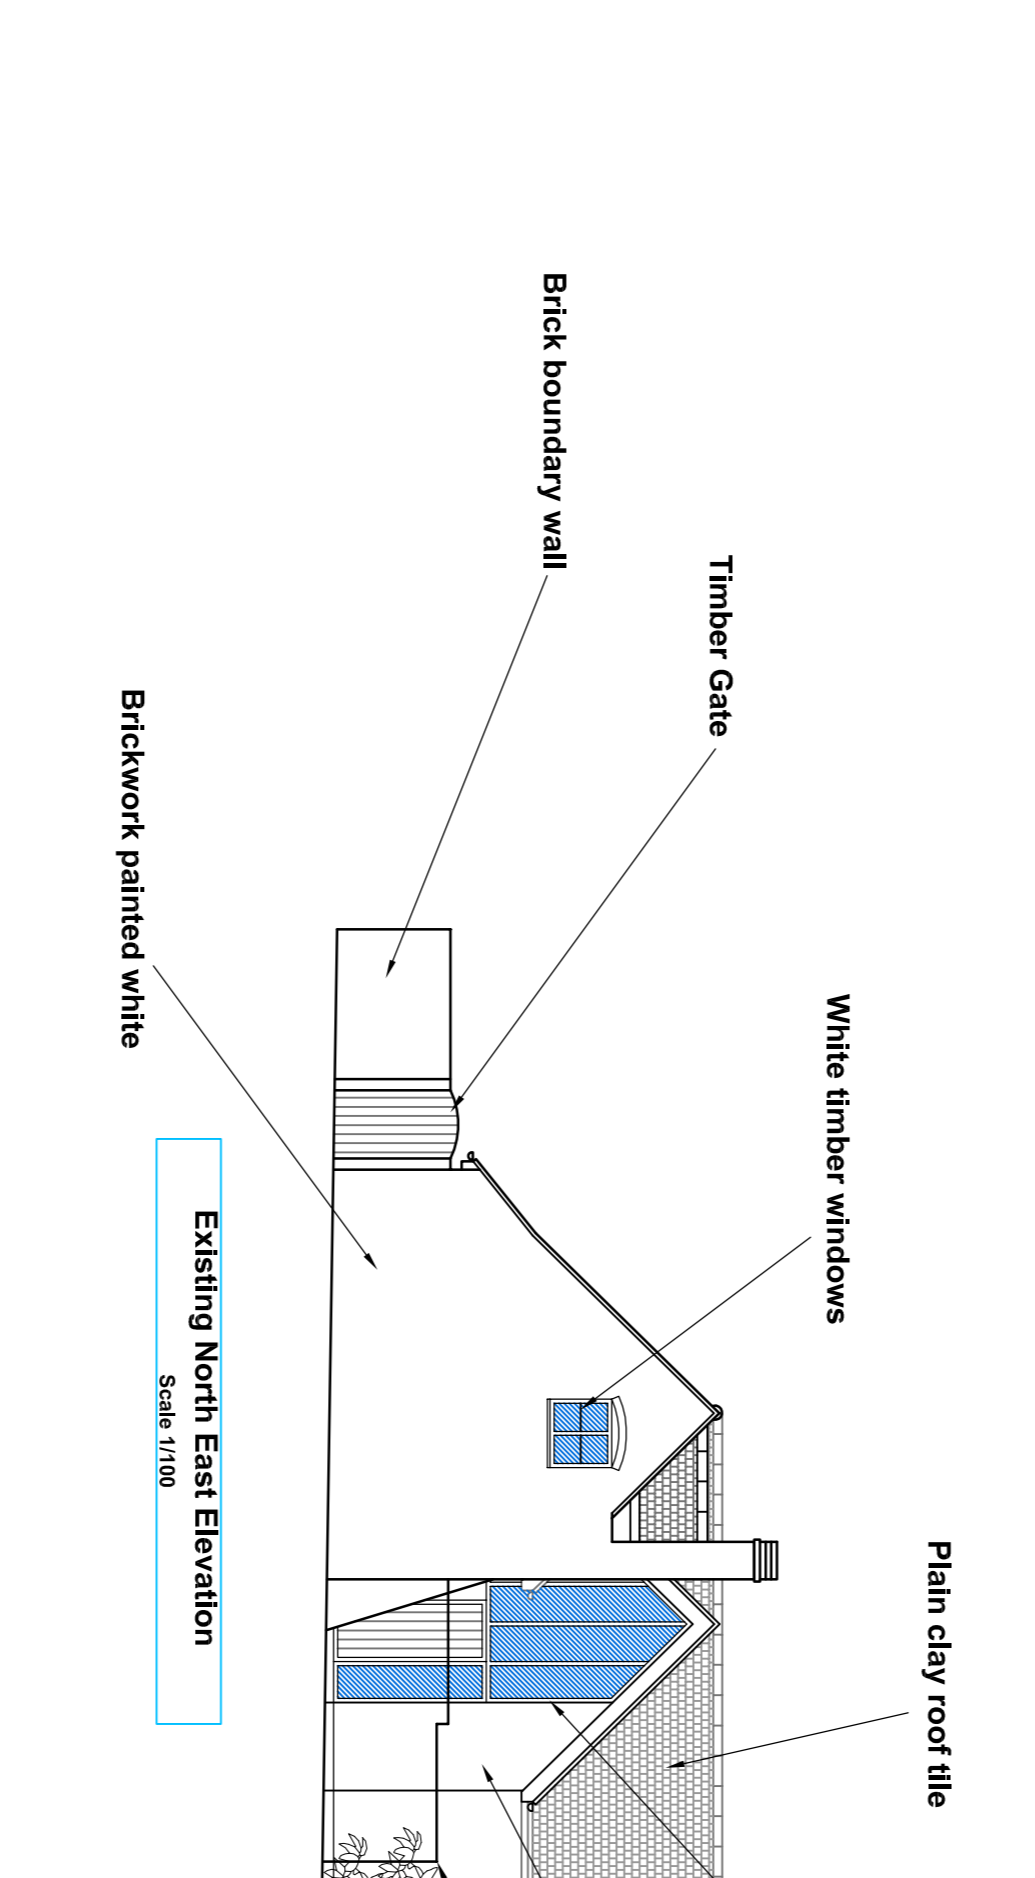 Plain clay roof tile
White timber windows
Timber Gate
Brick boundary wall
Brickwork painted white
Existing North East Elevation
Scale 1/100